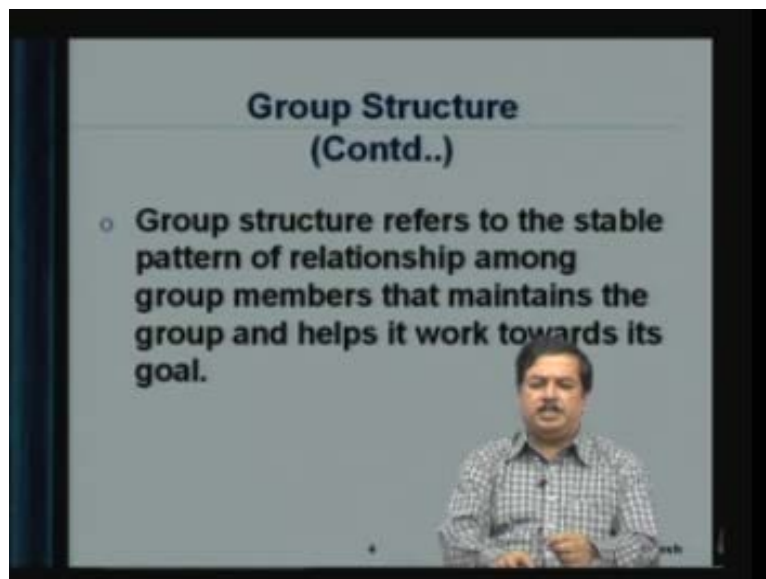 Group Structure
(Contd..)
o Group structure refers to the stable
pattern of relationship among
group members that maintains the
group and helps it work towards its
goal.
4